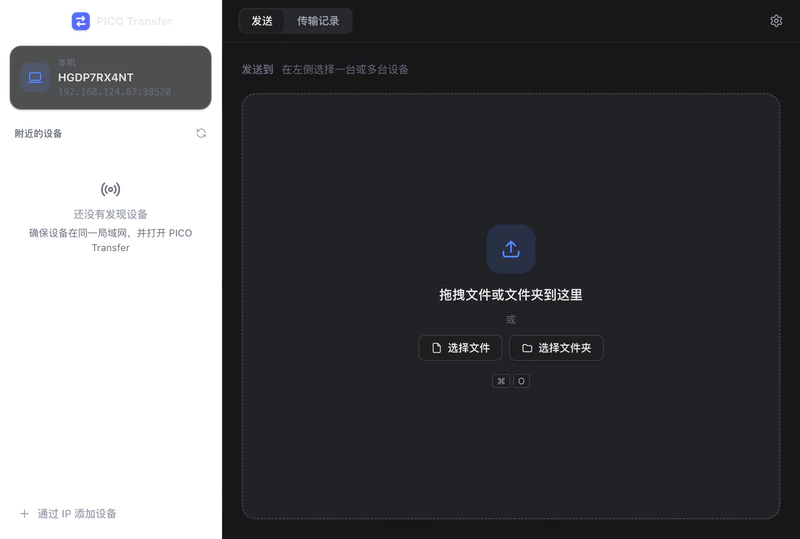 PICO Transfer
本机
HGDP7RX4NT
192.168.124.87:38520
附近的设备
还没有发现设备
确保设备在同一局域网，并打开 PICO
Transfer
通过 IP 添加设备
发送
传输记录
发送到 在左侧选择一台或多台设备
拖拽文件或文件夹到这里
或
选择文件
选择文件夹
⌘ O